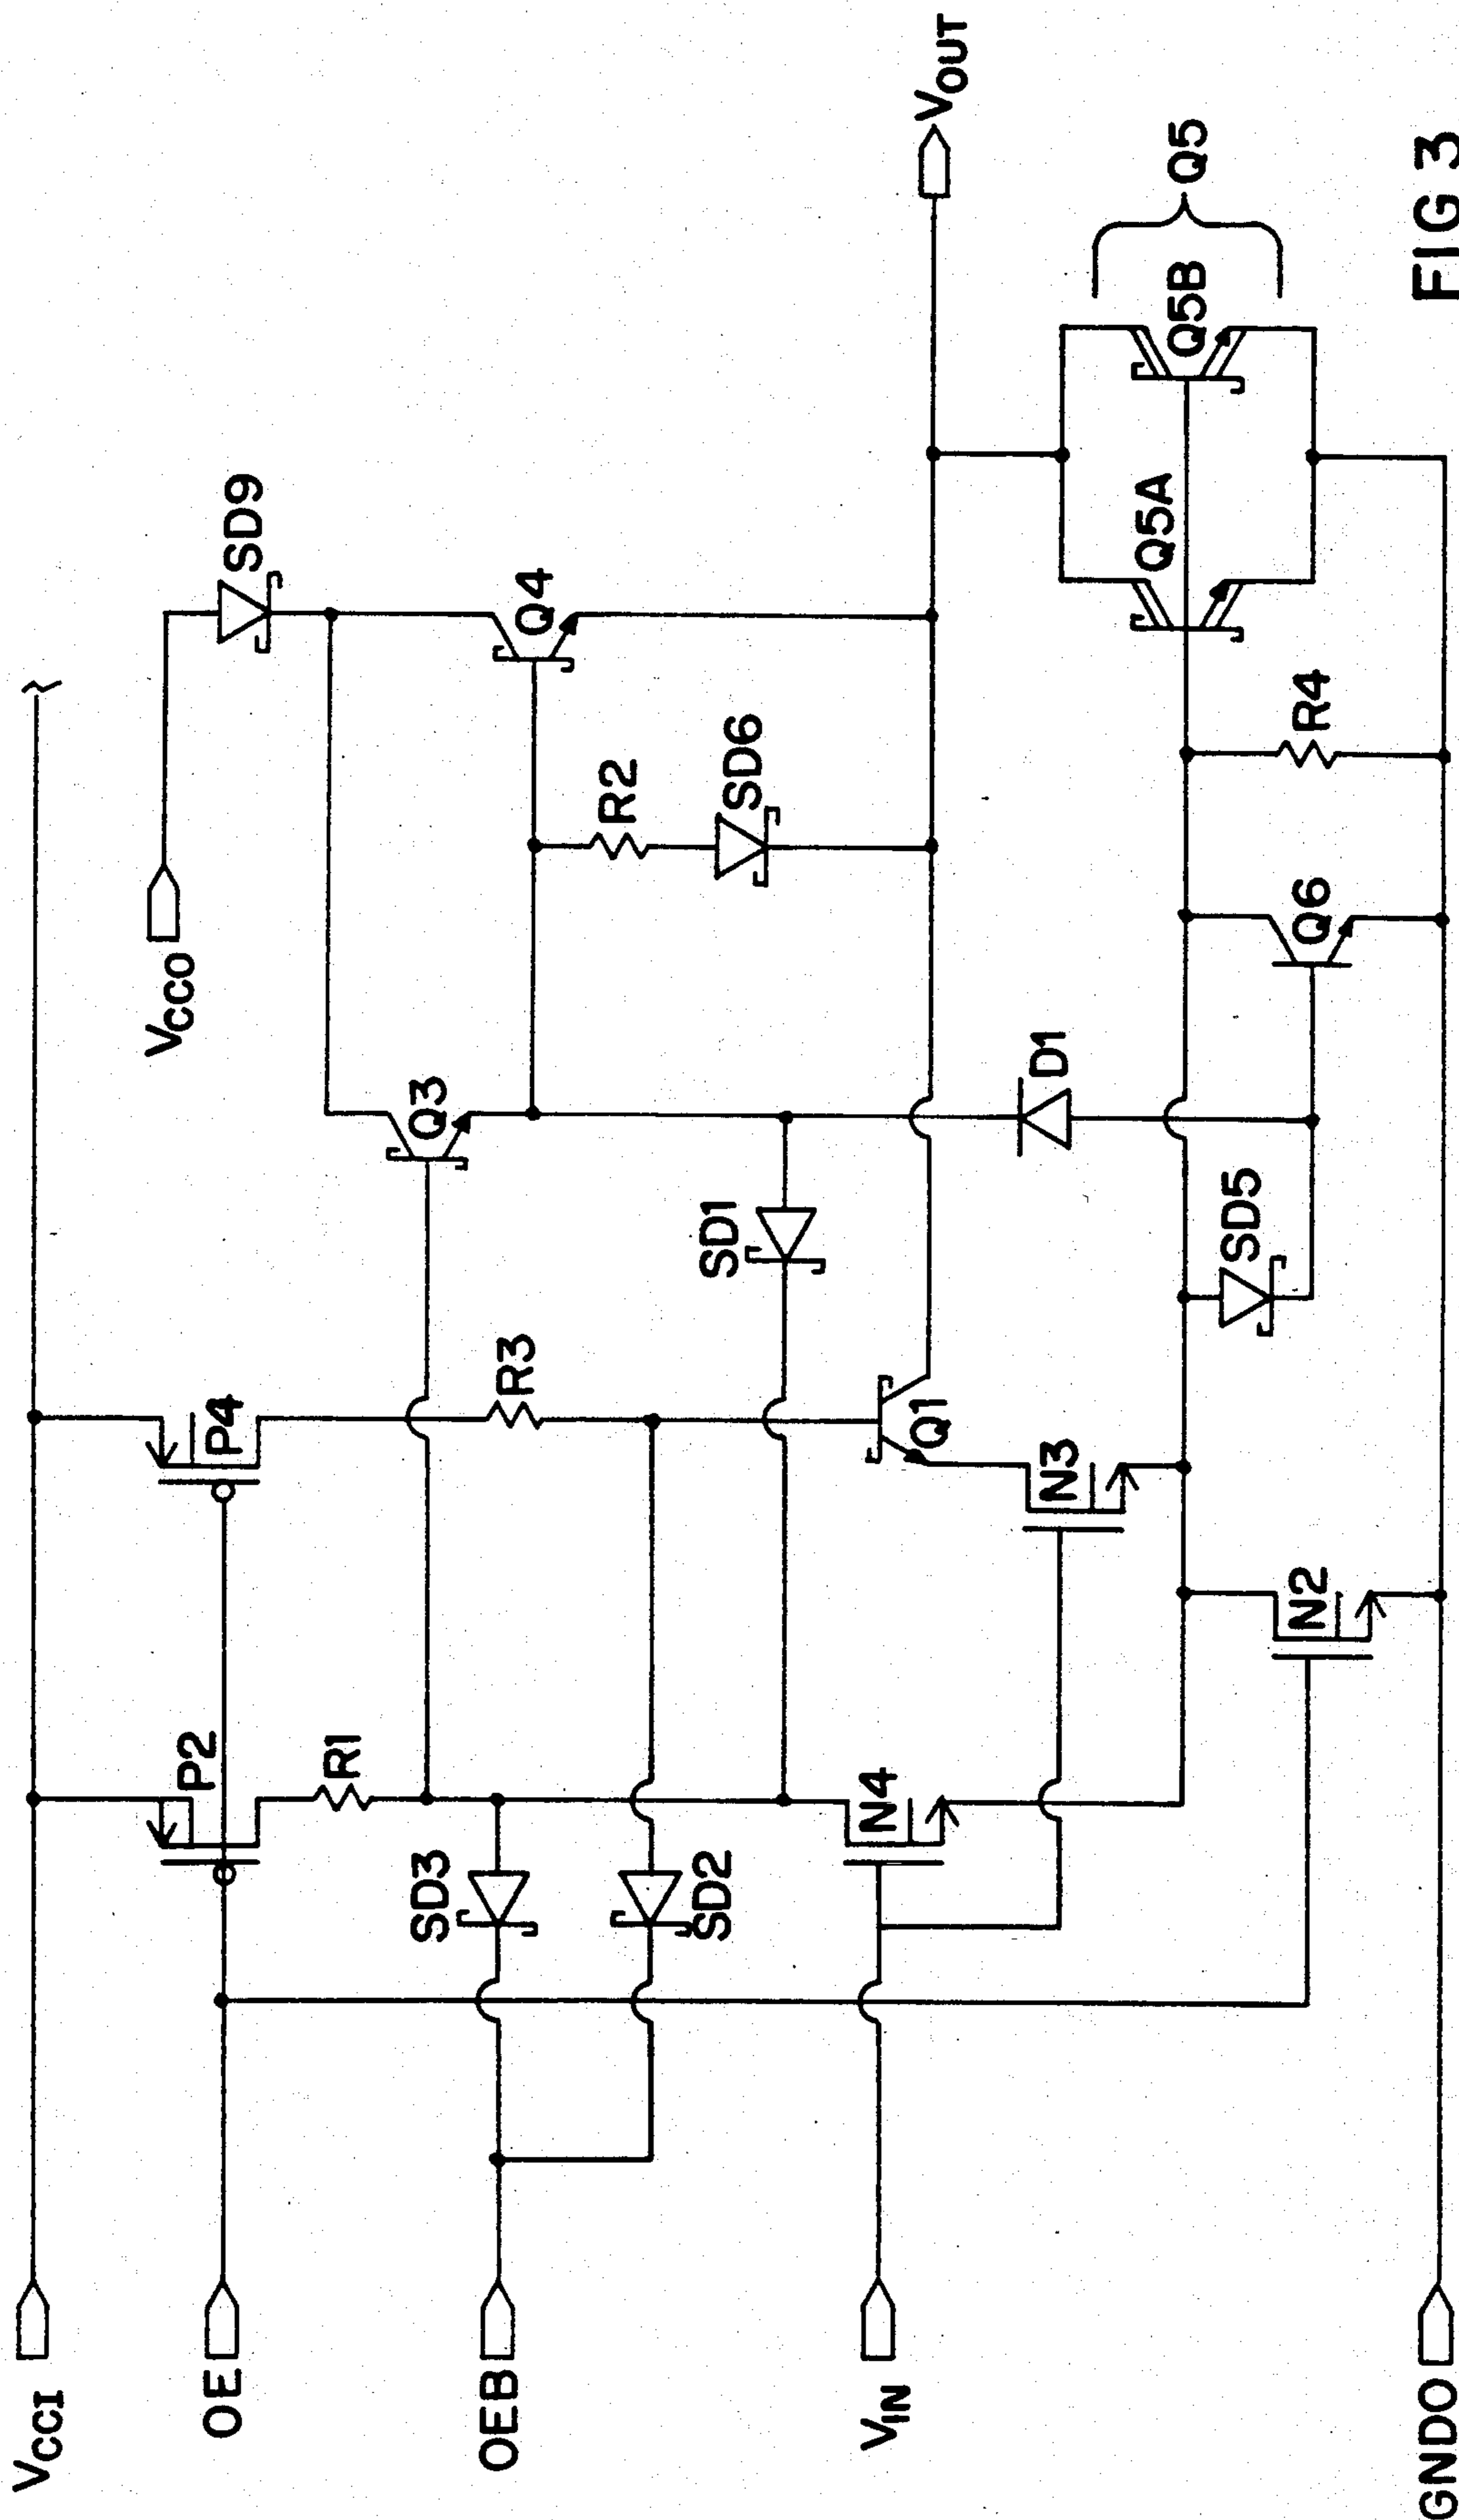 VCCI
OE
OEB
VIN
GNDO
P2
R1
SD3
SD2
N4
P4
R3
Q1
N3
N2
Q3
SD1
D1
SD5
VCCO
Q6
SD9
Q4
R2
SD6
R4
Q5A
Q5B
Q5
VOUT
FIG 3